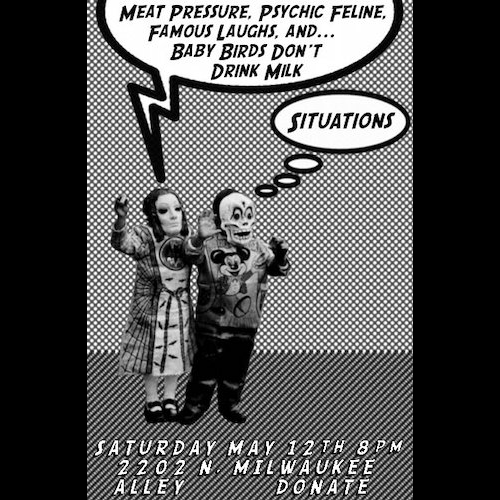 Meat Pressure, Psychic Feline,
Famous Laughs, and...
Baby Birds Don't
Drink Milk
Situations
Saturday May 12th 8pm
2202 N. Milwaukee
Alley Donate